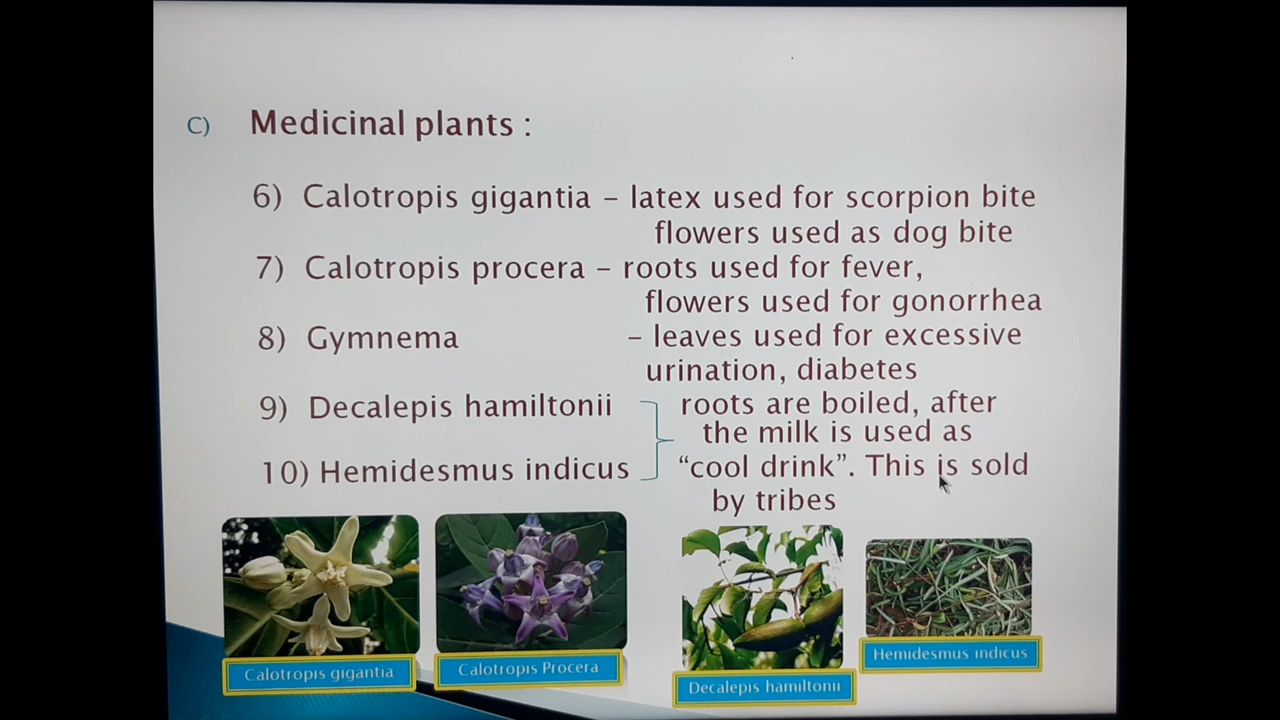 C) Medicinal plants :
6) Calotropis gigantia – latex used for scorpion bite
flowers used as dog bite
7) Calotropis procera – roots used for fever,
flowers used for gonorrhea
8) Gymnema – leaves used for excessive
urination, diabetes
9) Decalepis hamiltonii roots are boiled, after
the milk is used as
10) Hemidesmus indicus “cool drink”. This is sold
by tribes
Calotropis gigantia
Calotropis Procera
Decalepis hamiltonii
Hemidesmus indicus